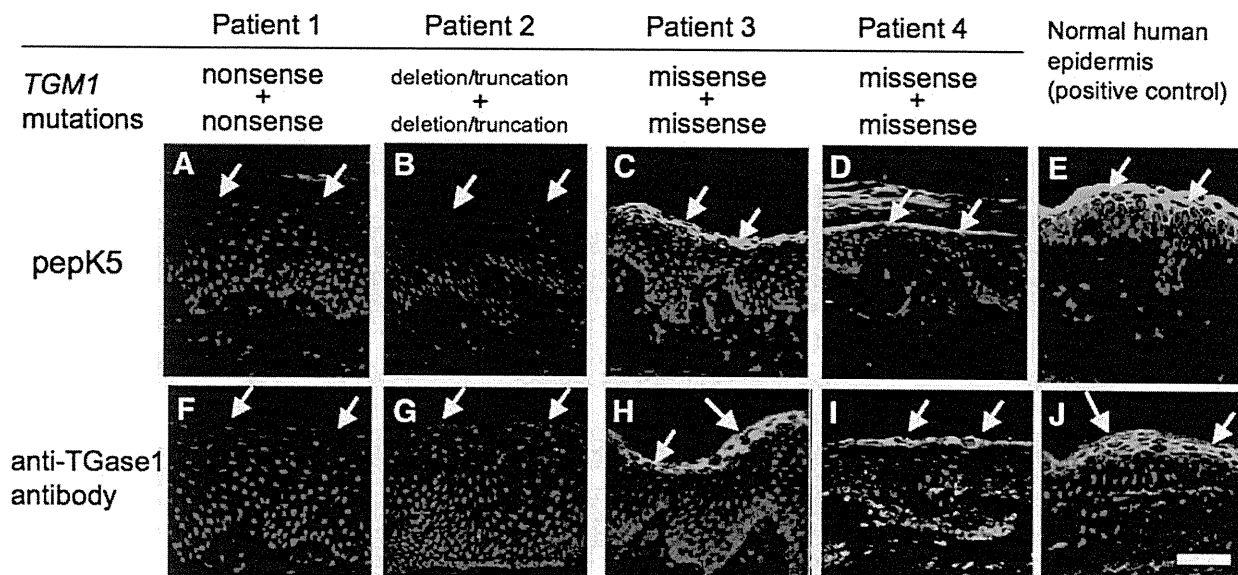 Patient 1 Patient 2 Patient 3 Patient 4 Normal human
epidermis
(positive control)
TGM1
mutations
nonsense
+
nonsense
deletion/truncation
+
deletion/truncation
missense
+
missense
missense
+
missense
pepK5
A B C D E
anti-TGase1
antibody
F G H I J